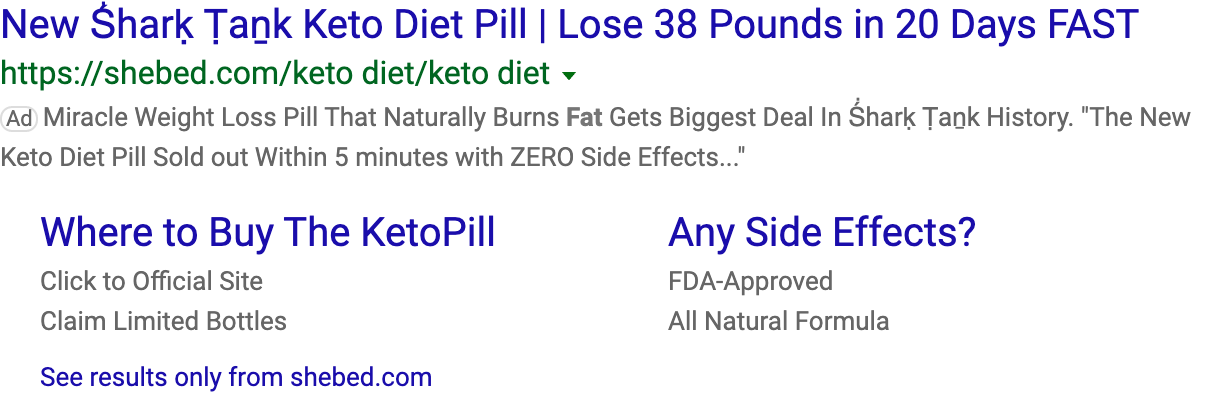 New Ṥharḳ Ṭaṉk Keto Diet Pill | Lose 38 Pounds in 20 Days FAST
https://shebed.com/keto diet/keto diet
Ad Miracle Weight Loss Pill That Naturally Burns Fat Gets Biggest Deal In Ṥharḳ Ṭaṉk History. "The New
Keto Diet Pill Sold out Within 5 minutes with ZERO Side Effects..."
Where to Buy The KetoPill
Click to Official Site
Claim Limited Bottles
Any Side Effects?
FDA-Approved
All Natural Formula
See results only from shebed.com